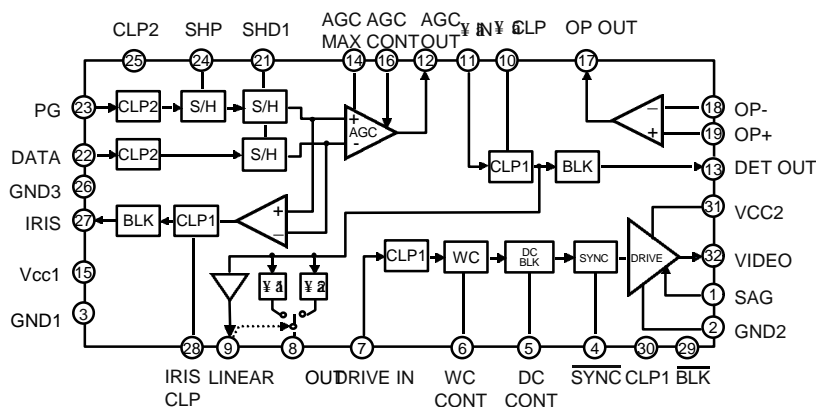 CLP2 SHP SHD1 AGC MAX AGC CONT AGC OUT ¥ã IN ¥ã CLP OP OUT
25 24 21 14 16 12 11 10 17
PG 23 CLP2 S/H S/H + AGC - − + 18 OP-
19 OP+
DATA 22 CLP2 S/H CLP1 BLK 13 DET OUT
GND3 26
IRIS 27 BLK CLP1 + − 31 VCC2
CLP1 WC DC BLK SYNC DRIVE 32 VIDEO
Vcc1 15 ¥ã1 ¥ã2 1 SAG
GND1 3 2 GND2
28 9 8 7 6 5 4 30 29
IRIS CLP LINEAR OUT DRIVE IN WC CONT DC CONT SYNC CLP1 BLK